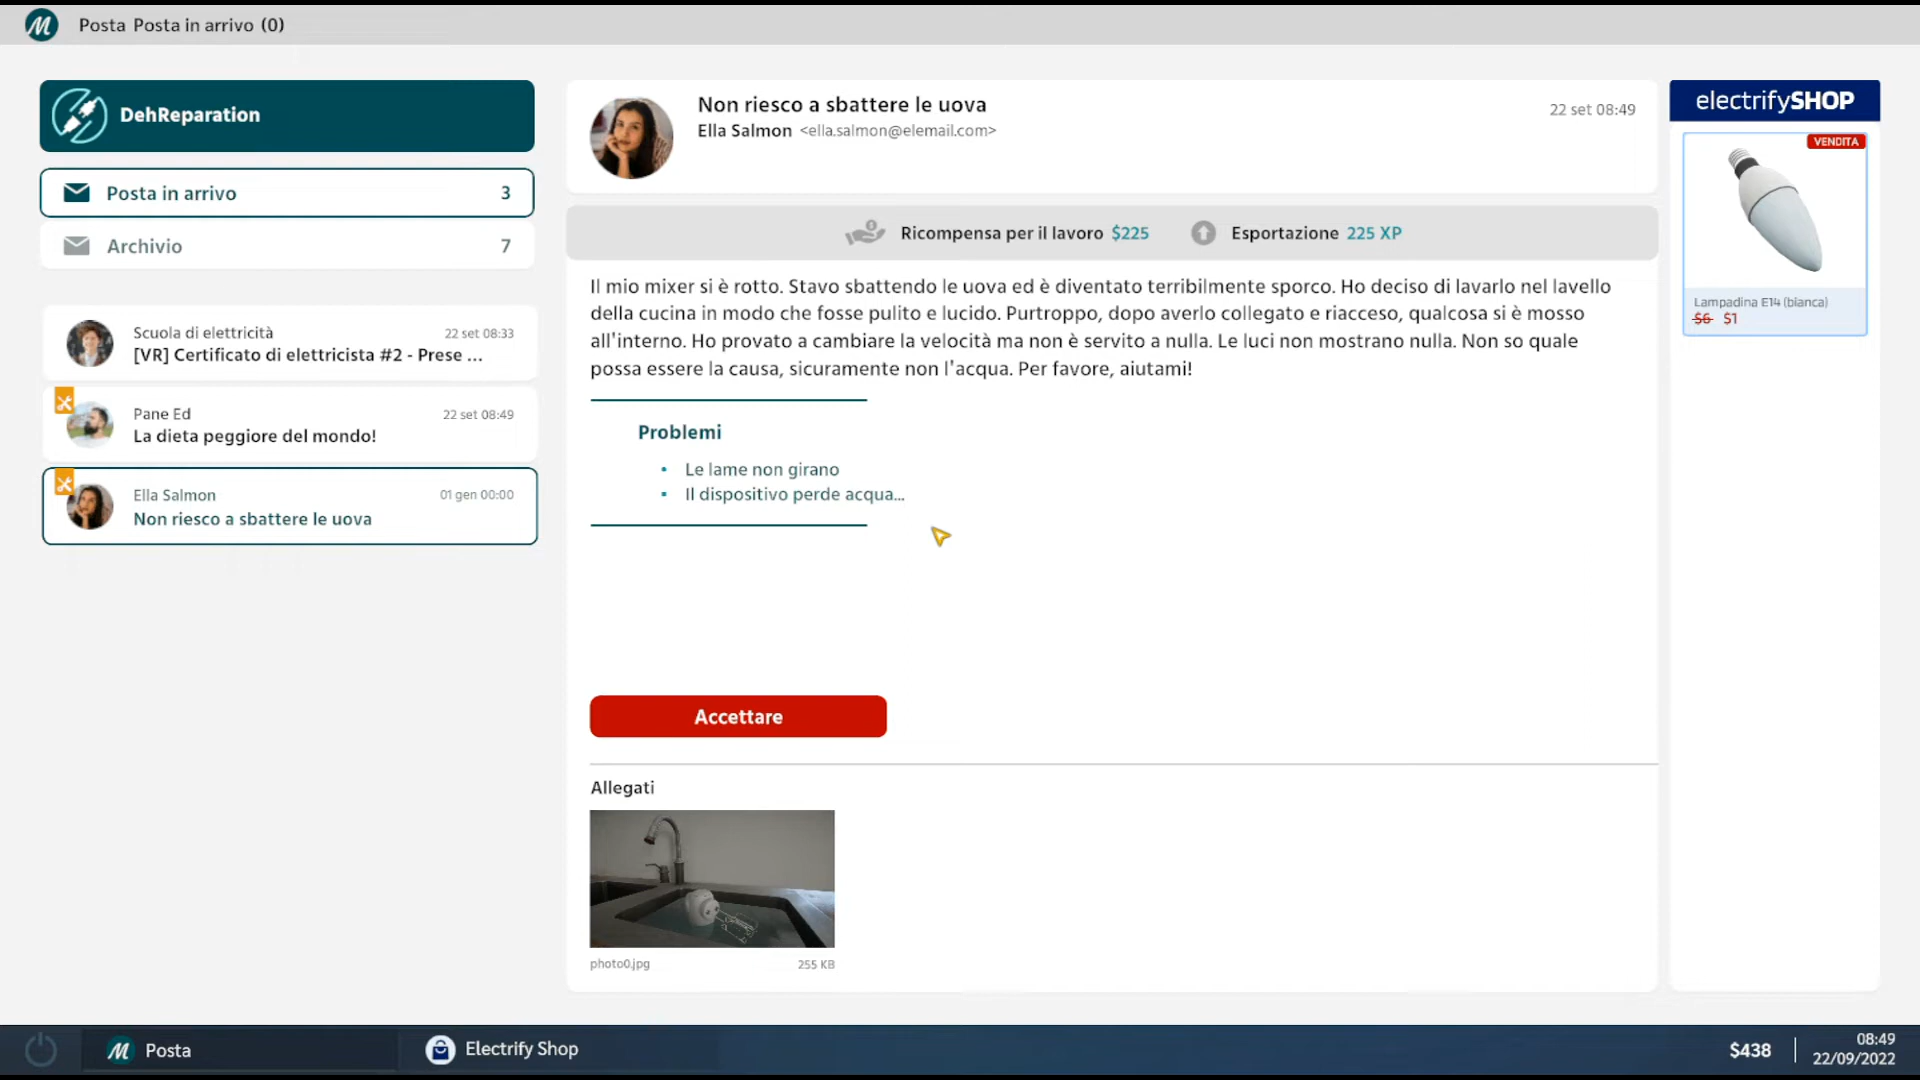 Posta Posta in arrivo (0)
DehReparation
Posta in arrivo 3
Archivio 7
Scuola di elettricità 22 set 08:33
[VR] Certificato di elettricista #2 - Prese ...
Pane Ed 22 set 08:49
La dieta peggiore del mondo!
Ella Salmon 01 gen 00:00
Non riesco a sbattere le uova
Non riesco a sbattere le uova
Ella Salmon <ella.salmon@elemail.com>
22 set 08:49
Ricompensa per il lavoro $225 Esportazione 225 XP
Il mio mixer si è rotto. Stavo sbattendo le uova ed è diventato terribilmente sporco. Ho deciso di lavarlo nel lavello
della cucina in modo che fosse pulito e lucido. Purtroppo, dopo averlo collegato e riacceso, qualcosa si è mosso
all'interno. Ho provato a cambiare la velocità ma non è servito a nulla. Le luci non mostrano nulla. Non so quale
possa essere la causa, sicuramente non l'acqua. Per favore, aiutami!
Problemi
▪ Le lame non girano
▪ Il dispositivo perde acqua...
Accettare
Allegati
photo0.jpg 255 KB
electrifySHOP
VENDITA
Lampadina E14 (bianca)
$6 $1
Posta
Electrify Shop
$438
08:49
22/09/2022